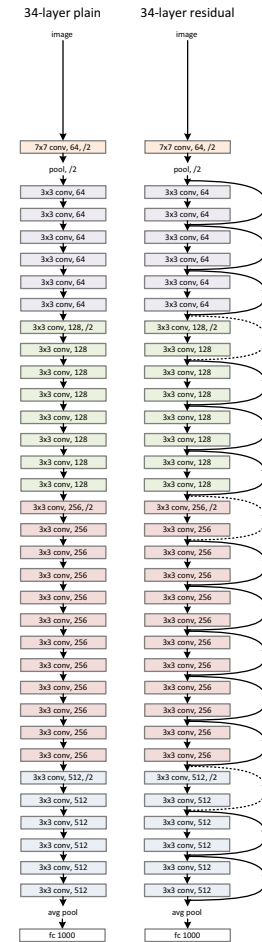 34-layer plain
image
7x7 conv, 64, /2
pool, /2
3x3 conv, 64
3x3 conv, 64
3x3 conv, 64
3x3 conv, 64
3x3 conv, 64
3x3 conv, 64
3x3 conv, 128, /2
3x3 conv, 128
3x3 conv, 128
3x3 conv, 128
3x3 conv, 128
3x3 conv, 128
3x3 conv, 128
3x3 conv, 128
3x3 conv, 256, /2
3x3 conv, 256
3x3 conv, 256
3x3 conv, 256
3x3 conv, 256
3x3 conv, 256
3x3 conv, 256
3x3 conv, 256
3x3 conv, 256
3x3 conv, 256
3x3 conv, 256
3x3 conv, 256
3x3 conv, 512, /2
3x3 conv, 512
3x3 conv, 512
3x3 conv, 512
3x3 conv, 512
3x3 conv, 512
avg pool
fc 1000
34-layer residual
image
7x7 conv, 64, /2
pool, /2
3x3 conv, 64
3x3 conv, 64
3x3 conv, 64
3x3 conv, 64
3x3 conv, 64
3x3 conv, 64
3x3 conv, 128, /2
3x3 conv, 128
3x3 conv, 128
3x3 conv, 128
3x3 conv, 128
3x3 conv, 128
3x3 conv, 128
3x3 conv, 128
3x3 conv, 256, /2
3x3 conv, 256
3x3 conv, 256
3x3 conv, 256
3x3 conv, 256
3x3 conv, 256
3x3 conv, 256
3x3 conv, 256
3x3 conv, 256
3x3 conv, 256
3x3 conv, 256
3x3 conv, 256
3x3 conv, 512, /2
3x3 conv, 512
3x3 conv, 512
3x3 conv, 512
3x3 conv, 512
3x3 conv, 512
avg pool
fc 1000